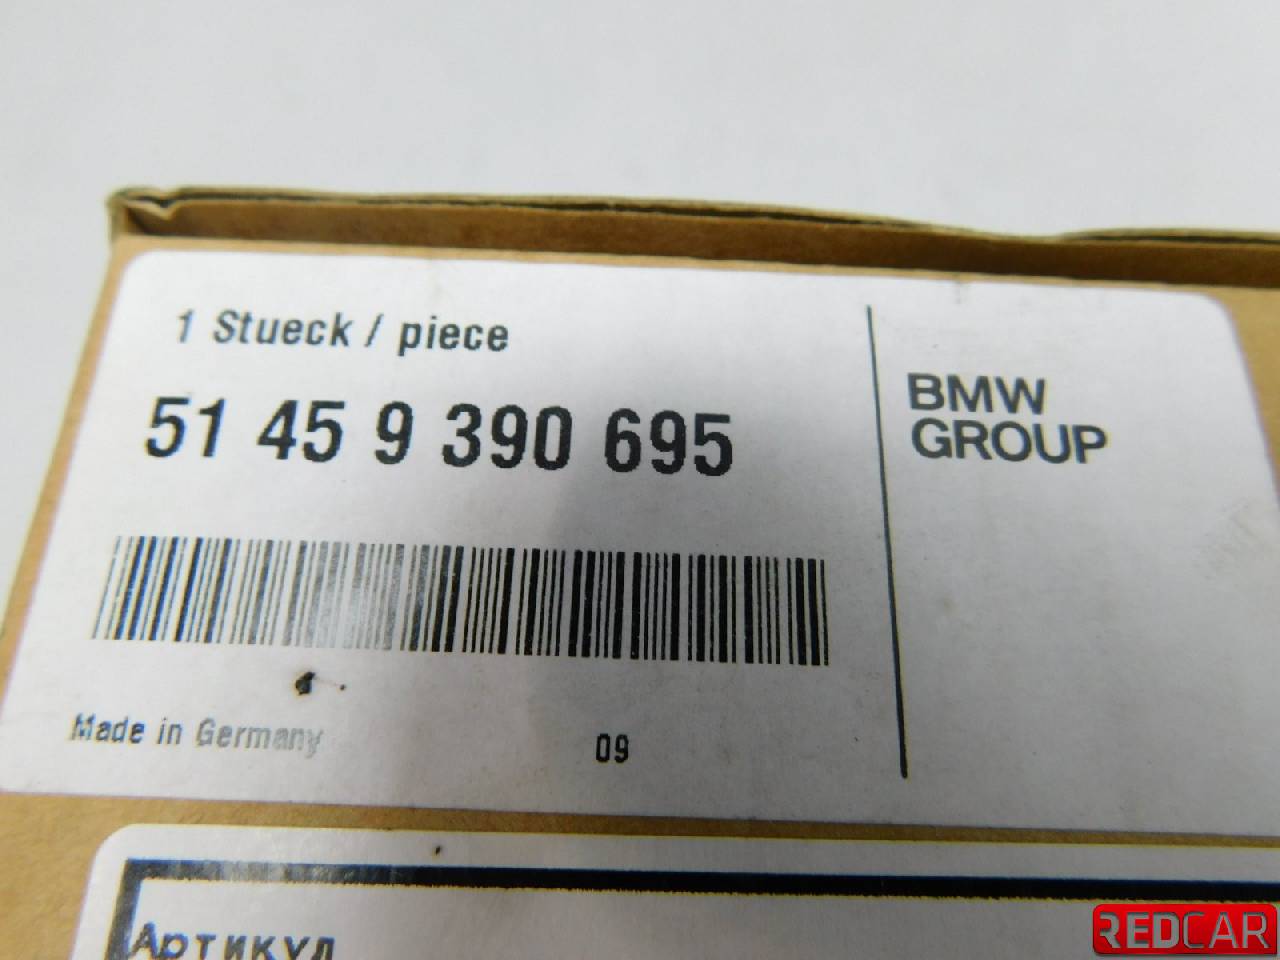 1 Stueck / piece
51 45 9 390 695
BMW
GROUP
Made in Germany
09
Артикул
REDCAR